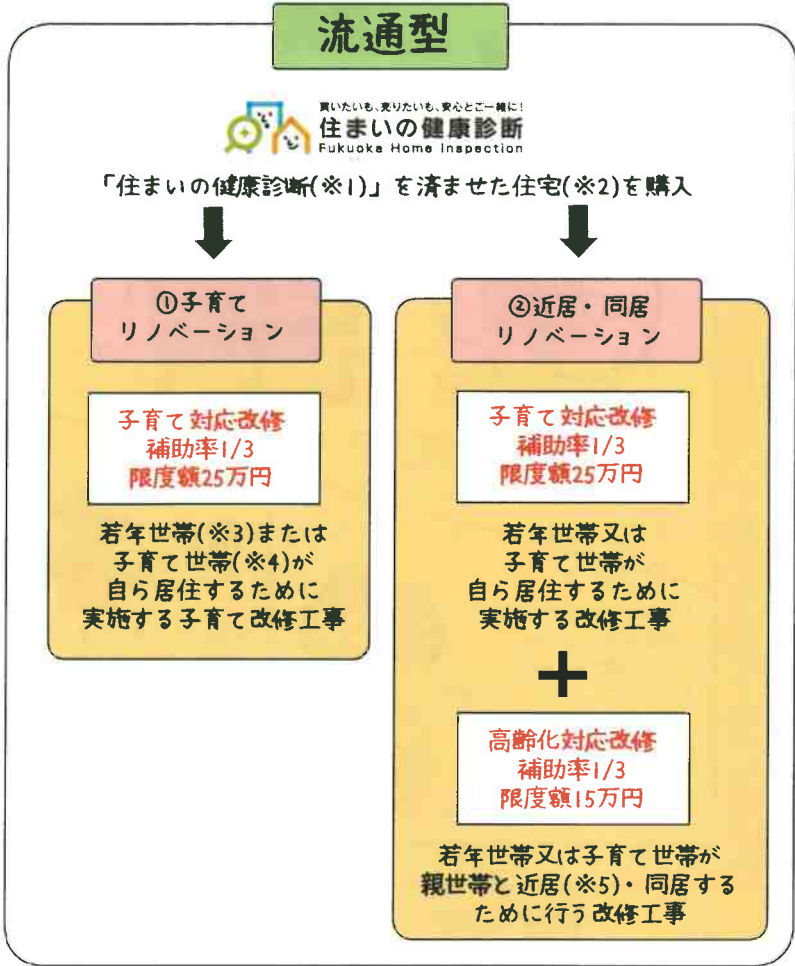 流通型
買いたいも、売りたいも、安心とご一緒に!
住まいの健康診断
Fukuoka Home Inspection
「住まいの健康診断(※1)」を済ませた住宅(※2)を購入
①子育て
リノベーション
子育て対応改修
補助率1/3
限度額25万円
若年世帯(※3)または
子育て世帯(※4)が
自ら居住するために
実施する子育て改修工事
②近居・同居
リノベーション
子育て対応改修
補助率1/3
限度額25万円
若年世帯又は
子育て世帯が
自ら居住するために
実施する改修工事
+
高齢化対応改修
補助率1/3
限度額15万円
若年世帯又は子育て世帯が
親世帯と近居(※5)・同居する
ために行う改修工事